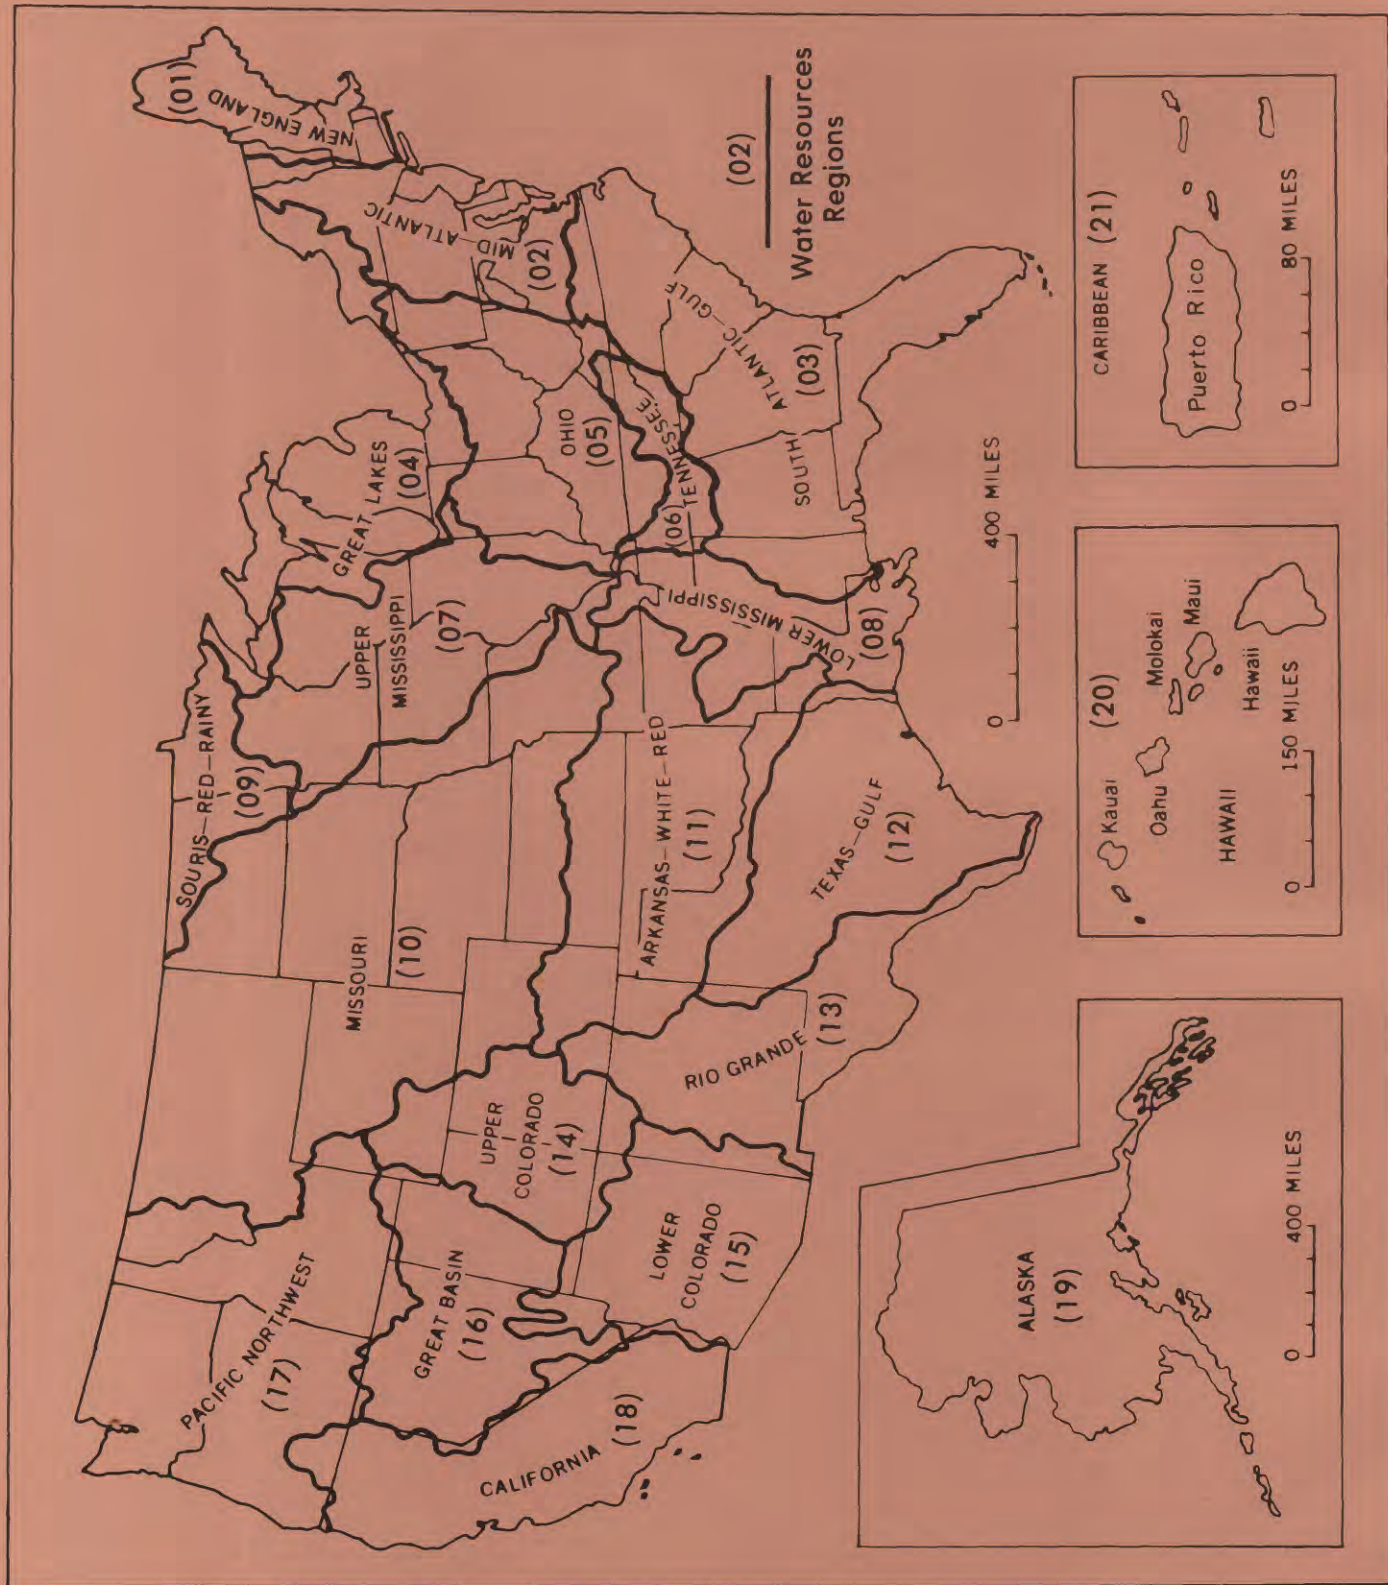 NEW ENGLAND
(01)
MID—ATLANTIC
(02)
SOUTH ATLANTIC—GULF
(03)
GREAT LAKES
(04)
OHIO
(05)
TENNESSEE
(06)
UPPER
MISSISSIPPI
(07)
LOWER MISSISSIPPI
(08)
SOURIS—RED—RAINY
(09)
MISSOURI
(10)
ARKANSAS—WHITE—RED
(11)
TEXAS—GULF
(12)
RIO GRANDE
(13)
UPPER
COLORADO
(14)
LOWER
COLORADO
(15)
GREAT BASIN
(16)
PACIFIC NORTHWEST
(17)
CALIFORNIA
(18)
(02)
Water Resources
Regions
0 400 MILES
ALASKA
(19)
0 400 MILES
Kauai
(20)
Oahu
Molokai
Maui
HAWAII
Hawaii
0 150 MILES
CARIBBEAN (21)
Puerto Rico
0 80 MILES